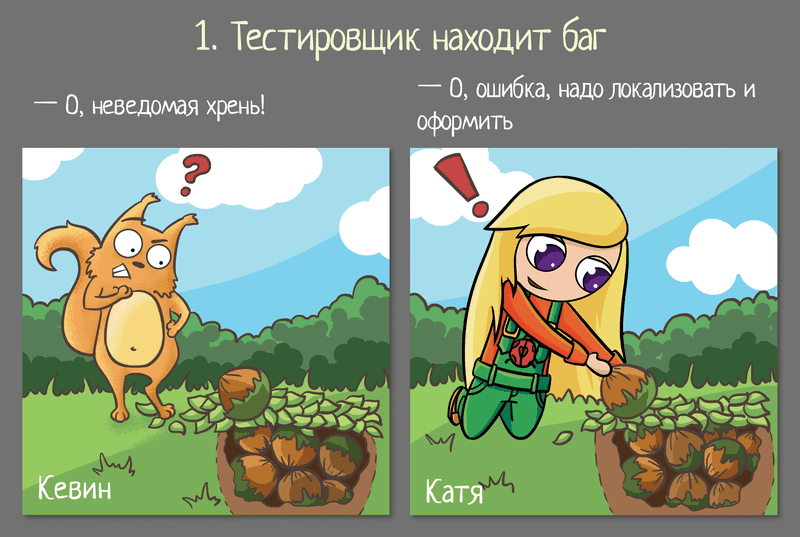 1. Тестировщик находит баг
— О, неведомая хрень!
— О, ошибка, надо локализовать и
оформить
?
!
Кевин
Катя